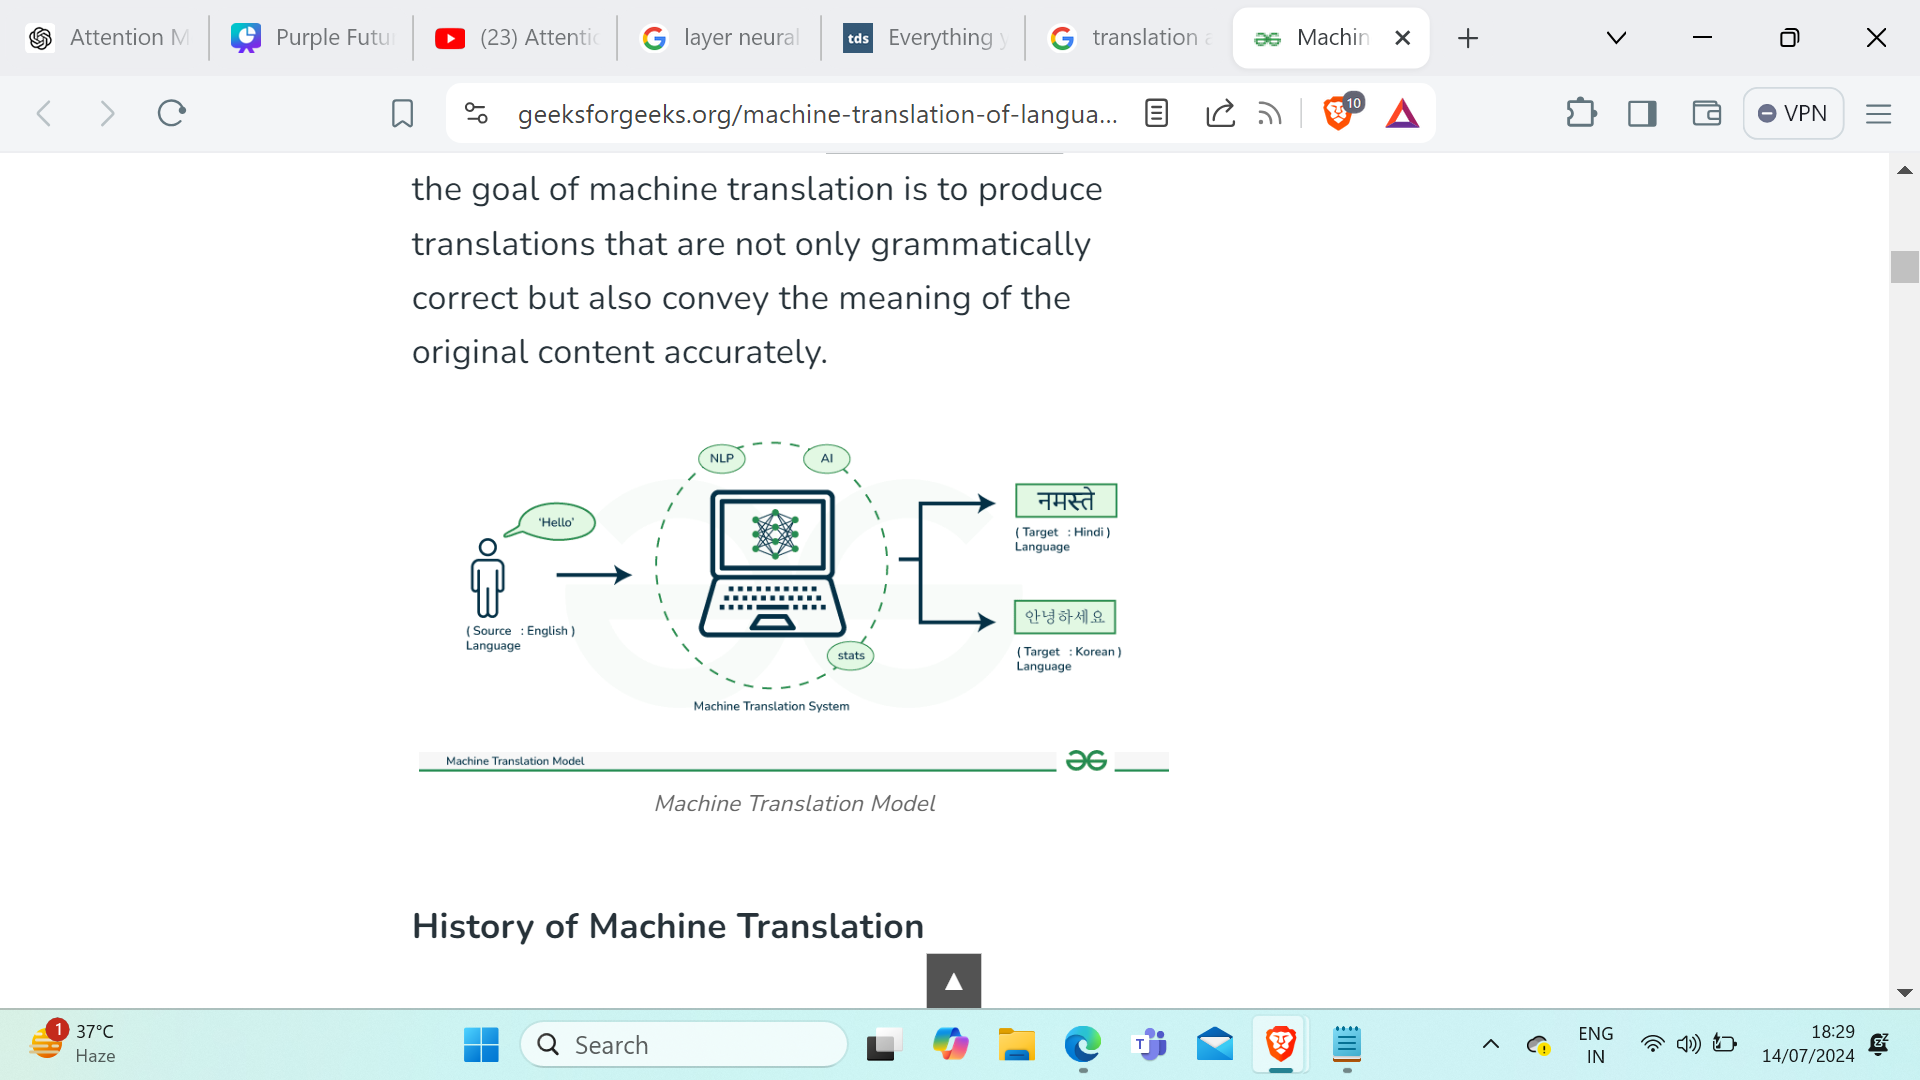 Attention M
Purple Futu
(23) Attentic
layer neural
tds
Everything y
translation a
Machin
geeksforgeeks.org/machine-translation-of-langua...
10
VPN
the goal of machine translation is to produce
translations that are not only grammatically
correct but also convey the meaning of the
original content accurately.
NLP
AI
'Hello'
नमस्ते
( Target : Hindi )
Language
안녕하세요
( Source : English )
Language
( Target : Korean )
Language
stats
Machine Translation System
Machine Translation Model
Machine Translation Model
History of Machine Translation
1
37°C
Haze
Search
ENG
IN
18:29
14/07/2024